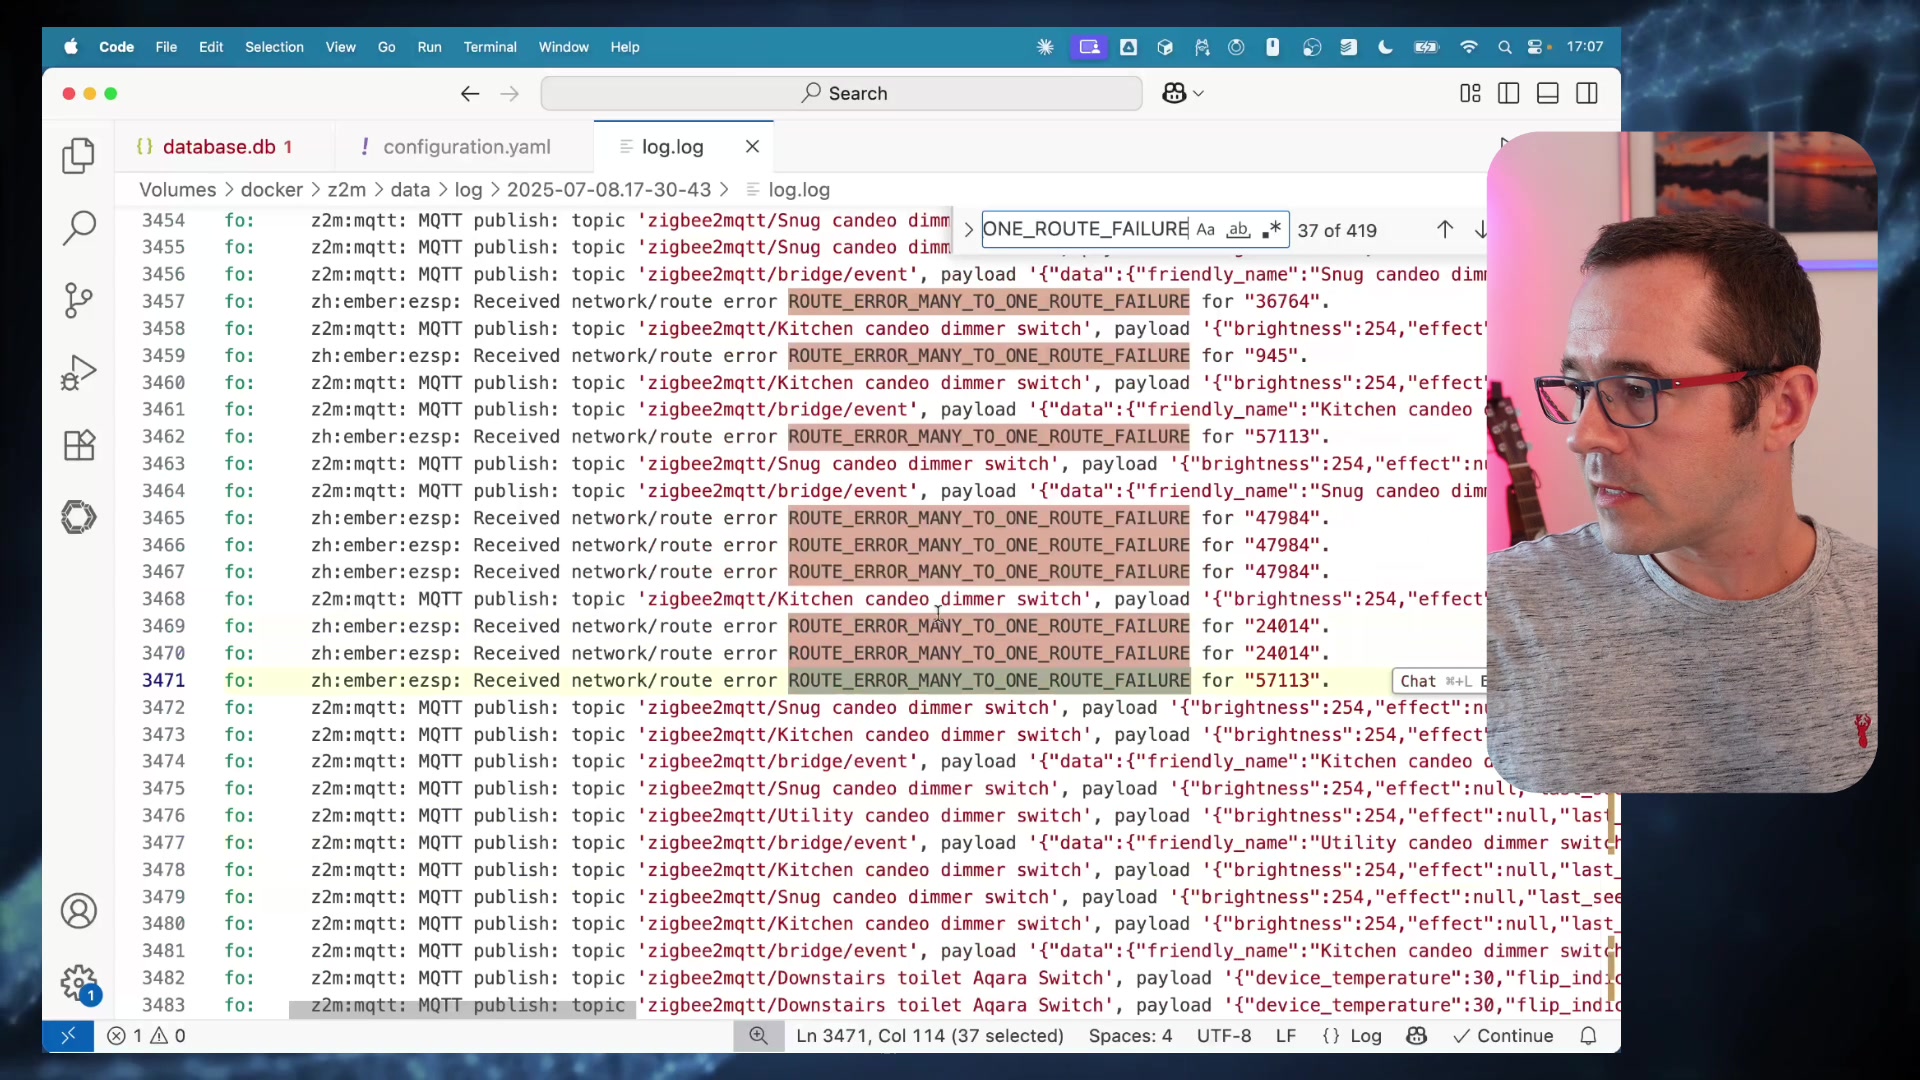 Code File Edit Selection View Go Run Terminal Window Help 17:07
Search
database.db 1 configuration.yaml log.log
Volumes > docker > z2m > data > log > 2025-07-08.17-30-43 > log.log
ONE_ROUTE_FAILURE Aa ab 37 of 419
3454 fo: z2m:mqtt: MQTT publish: topic 'zigbee2mqtt/Snug candeo dimm
3455 fo: z2m:mqtt: MQTT publish: topic 'zigbee2mqtt/Snug candeo dimm
3456 fo: z2m:mqtt: MQTT publish: topic 'zigbee2mqtt/bridge/event', payload '{"data":{"friendly_name":"Snug candeo dim
3457 fo: zh:ember:ezsp: Received network/route error ROUTE_ERROR_MANY_TO_ONE_ROUTE_FAILURE for "36764".
3458 fo: z2m:mqtt: MQTT publish: topic 'zigbee2mqtt/Kitchen candeo dimmer switch', payload '{"brightness":254,"effect"
3459 fo: zh:ember:ezsp: Received network/route error ROUTE_ERROR_MANY_TO_ONE_ROUTE_FAILURE for "945".
3460 fo: z2m:mqtt: MQTT publish: topic 'zigbee2mqtt/Kitchen candeo dimmer switch', payload '{"brightness":254,"effect"
3461 fo: z2m:mqtt: MQTT publish: topic 'zigbee2mqtt/bridge/event', payload '{"data":{"friendly_name":"Kitchen candeo
3462 fo: zh:ember:ezsp: Received network/route error ROUTE_ERROR_MANY_TO_ONE_ROUTE_FAILURE for "57113".
3463 fo: z2m:mqtt: MQTT publish: topic 'zigbee2mqtt/Snug candeo dimmer switch', payload '{"brightness":254,"effect":nu
3464 fo: z2m:mqtt: MQTT publish: topic 'zigbee2mqtt/bridge/event', payload '{"data":{"friendly_name":"Snug candeo dim
3465 fo: zh:ember:ezsp: Received network/route error ROUTE_ERROR_MANY_TO_ONE_ROUTE_FAILURE for "47984".
3466 fo: zh:ember:ezsp: Received network/route error ROUTE_ERROR_MANY_TO_ONE_ROUTE_FAILURE for "47984".
3467 fo: zh:ember:ezsp: Received network/route error ROUTE_ERROR_MANY_TO_ONE_ROUTE_FAILURE for "47984".
3468 fo: z2m:mqtt: MQTT publish: topic 'zigbee2mqtt/Kitchen candeo dimmer switch', payload '{"brightness":254,"effect"
3469 fo: zh:ember:ezsp: Received network/route error ROUTE_ERROR_MANY_TO_ONE_ROUTE_FAILURE for "24014".
3470 fo: zh:ember:ezsp: Received network/route error ROUTE_ERROR_MANY_TO_ONE_ROUTE_FAILURE for "24014".
3471 fo: zh:ember:ezsp: Received network/route error ROUTE_ERROR_MANY_TO_ONE_ROUTE_FAILURE for "57113". Chat ⌘+L E
3472 fo: z2m:mqtt: MQTT publish: topic 'zigbee2mqtt/Snug candeo dimmer switch', payload '{"brightness":254,"effect":nu
3473 fo: z2m:mqtt: MQTT publish: topic 'zigbee2mqtt/Kitchen candeo dimmer switch', payload '{"brightness":254,"effect"
3474 fo: z2m:mqtt: MQTT publish: topic 'zigbee2mqtt/bridge/event', payload '{"data":{"friendly_name":"Kitchen candeo
3475 fo: z2m:mqtt: MQTT publish: topic 'zigbee2mqtt/Snug candeo dimmer switch', payload '{"brightness":254,"effect":null,
3476 fo: z2m:mqtt: MQTT publish: topic 'zigbee2mqtt/Utility candeo dimmer switch', payload '{"brightness":254,"effect":null,"last_
3477 fo: z2m:mqtt: MQTT publish: topic 'zigbee2mqtt/bridge/event', payload '{"data":{"friendly_name":"Utility candeo dimmer switch
3478 fo: z2m:mqtt: MQTT publish: topic 'zigbee2mqtt/Kitchen candeo dimmer switch', payload '{"brightness":254,"effect":null,"last_
3479 fo: z2m:mqtt: MQTT publish: topic 'zigbee2mqtt/Snug candeo dimmer switch', payload '{"brightness":254,"effect":null,"last_see
3480 fo: z2m:mqtt: MQTT publish: topic 'zigbee2mqtt/Kitchen candeo dimmer switch', payload '{"brightness":254,"effect":null,"last_
3481 fo: z2m:mqtt: MQTT publish: topic 'zigbee2mqtt/bridge/event', payload '{"data":{"friendly_name":"Kitchen candeo dimmer switch
3482 fo: z2m:mqtt: MQTT publish: topic 'zigbee2mqtt/Downstairs toilet Aqara Switch', payload '{"device_temperature":30,"flip_indic
3483 fo: z2m:mqtt: MQTT publish: topic 'zigbee2mqtt/Downstairs toilet Aqara Switch', payload '{"device_temperature":30,"flip_indic
1
1 0 Ln 3471, Col 114 (37 selected) Spaces: 4 UTF-8 LF {} Log Continue